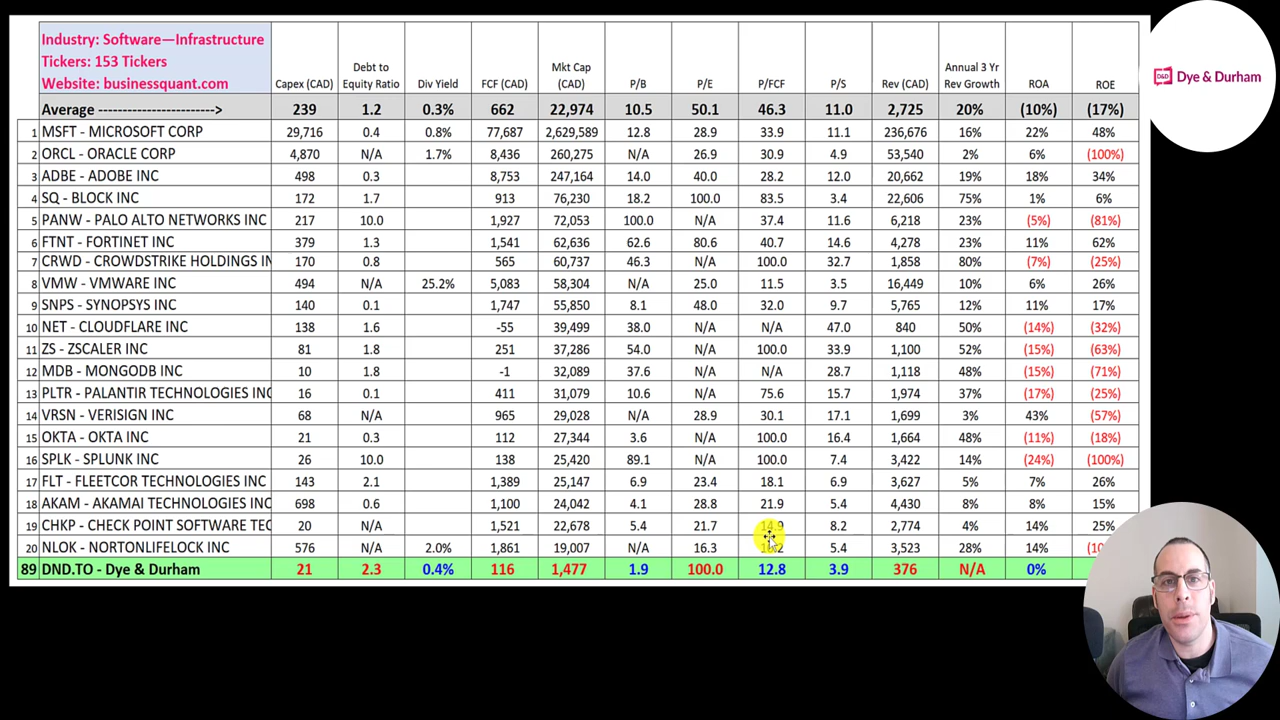 Industry: Software—Infrastructure
Tickers: 153 Tickers
Website: businessquant.com
Capex (CAD) Debt to Equity Ratio Div Yield FCF (CAD) Mkt Cap (CAD) P/B P/E P/FCF P/S Rev (CAD) Annual 3 Yr Rev Growth ROA ROE
Average -----------------------> 239 1.2 0.3% 662 22,974 10.5 50.1 46.3 11.0 2,725 20% (10%) (17%)
1 MSFT - MICROSOFT CORP 29,716 0.4 0.8% 77,687 2,629,589 12.8 28.9 33.9 11.1 236,676 16% 22% 48%
2 ORCL - ORACLE CORP 4,870 N/A 1.7% 8,436 260,275 N/A 26.9 30.9 4.9 53,540 2% 6% (100%)
3 ADBE - ADOBE INC 498 0.3 8,753 247,164 14.0 40.0 28.2 12.0 20,662 19% 18% 34%
4 SQ - BLOCK INC 172 1.7 913 76,230 18.2 100.0 83.5 3.4 22,606 75% 1% 6%
5 PANW - PALO ALTO NETWORKS INC 217 10.0 1,927 72,053 100.0 N/A 37.4 11.6 6,218 23% (5%) (81%)
6 FTNT - FORTINET INC 379 1.3 1,541 62,636 62.6 80.6 40.7 14.6 4,278 23% 11% 62%
7 CRWD - CROWDSTRIKE HOLDINGS IN 170 0.8 565 60,737 46.3 N/A 100.0 32.7 1,858 80% (7%) (25%)
8 VMW - VMWARE INC 494 N/A 25.2% 5,083 58,304 N/A 25.0 11.5 3.5 16,449 10% 6% 26%
9 SNPS - SYNOPSYS INC 140 0.1 1,747 55,850 8.1 48.0 32.0 9.7 5,765 12% 11% 17%
10 NET - CLOUDFLARE INC 138 1.6 -55 39,499 38.0 N/A N/A 47.0 840 50% (14%) (32%)
11 ZS - ZSCALER INC 81 1.8 251 37,286 54.0 N/A 100.0 33.9 1,100 52% (15%) (63%)
12 MDB - MONGODB INC 10 1.8 -1 32,089 37.6 N/A N/A 28.7 1,118 48% (15%) (71%)
13 PLTR - PALANTIR TECHNOLOGIES INC 16 0.1 411 31,079 10.6 N/A 75.6 15.7 1,974 37% (17%) (25%)
14 VRSN - VERISIGN INC 68 N/A 965 29,028 N/A 28.9 30.1 17.1 1,699 3% 43% (57%)
15 OKTA - OKTA INC 21 0.3 112 27,344 3.6 N/A 100.0 16.4 1,664 48% (11%) (18%)
16 SPLK - SPLUNK INC 26 10.0 138 25,420 89.1 N/A 100.0 7.4 3,422 14% (24%) (100%)
17 FLT - FLEETCOR TECHNOLOGIES INC 143 2.1 1,389 25,147 6.9 23.4 18.1 6.9 3,627 5% 7% 26%
18 AKAM - AKAMAI TECHNOLOGIES INC 698 0.6 1,100 24,042 4.1 28.8 21.9 5.4 4,430 8% 8% 15%
19 CHKP - CHECK POINT SOFTWARE TEC 20 N/A 1,521 22,678 5.4 21.7 14.9 8.2 2,774 4% 14% 25%
20 NLOK - NORTONLIFELOCK INC 576 N/A 2.0% 1,861 19,007 N/A 16.3 5.4 3,523 28% 14%
89 DND.TO - Dye & Durham 21 2.3 0.4% 116 1,477 1.9 100.0 12.8 3.9 376 N/A 0%
D&D Dye & Durham